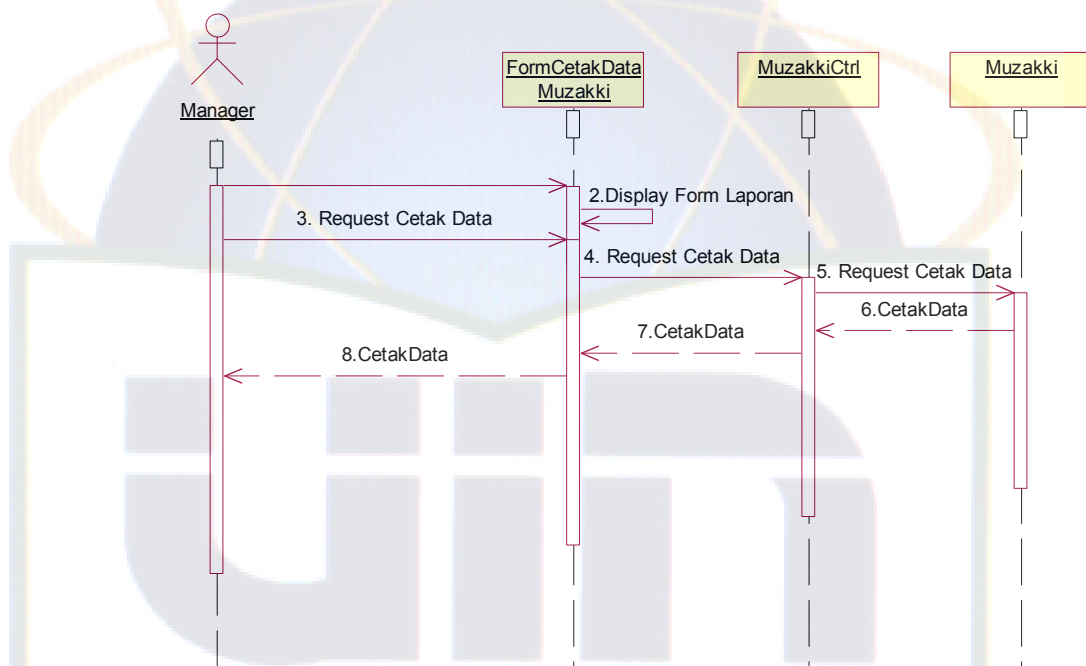 Manager
FormCetakData
Muzakki
MuzakkiCtrl
Muzakki
2.Display Form Laporan
3. Request Cetak Data
4. Request Cetak Data
5. Request Cetak Data
6.CetakData
7.CetakData
8.CetakData
uin